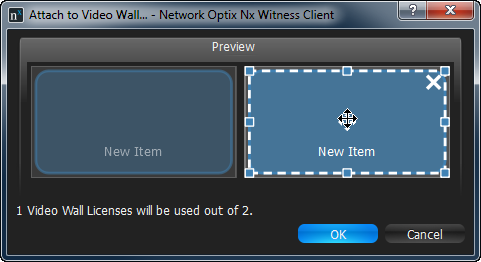 Attach to Video Wall... - Network Optix Nx Witness Client
Preview
New Item
New Item
1 Video Wall Licenses will be used out of 2.
OK
Cancel